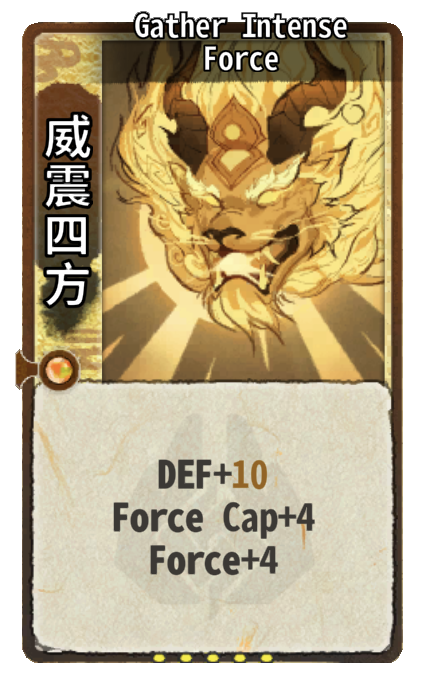 Gather Intense
Force
威震四方
DEF+10
Force Cap+4
Force+4